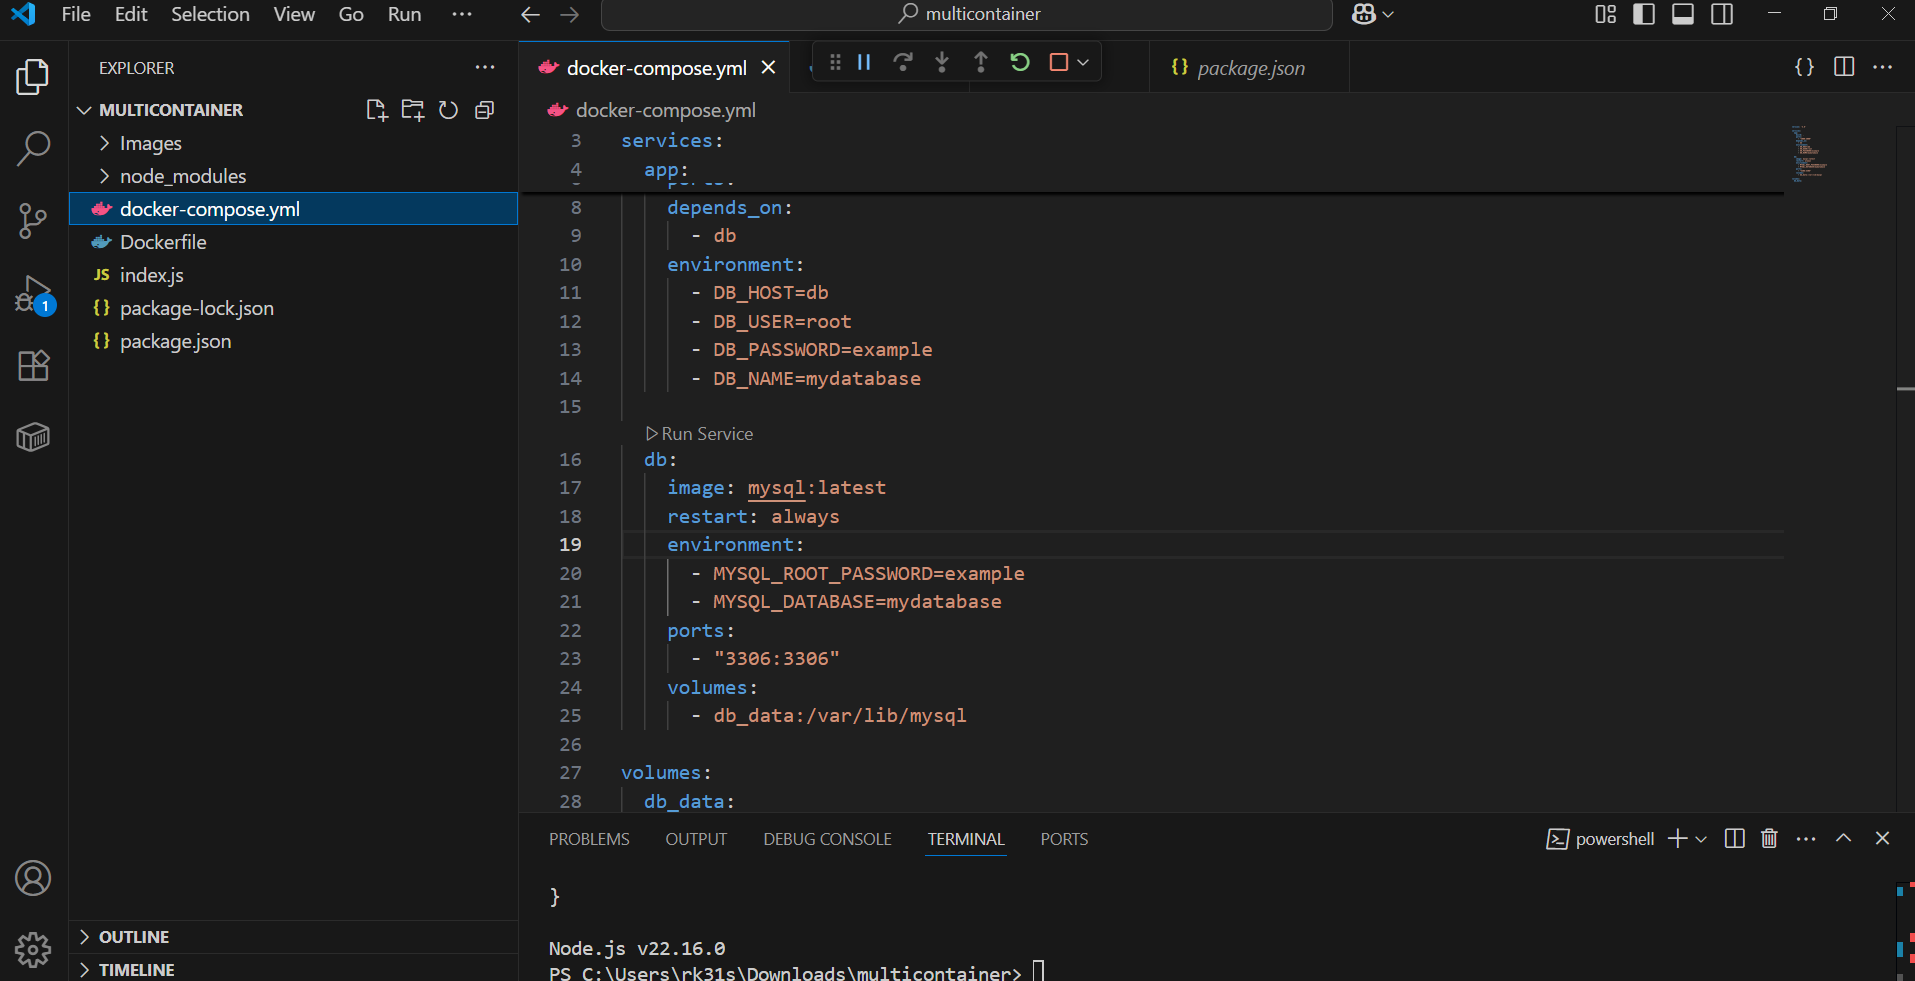 File Edit Selection View Go Run ···
multicontainer
EXPLORER
MULTICONTAINER
Images
node_modules
docker-compose.yml
Dockerfile
JS index.js
{} package-lock.json
{} package.json
OUTLINE
TIMELINE
1
docker-compose.yml
{} package.json
docker-compose.yml
3 services:
4 app:
8 depends_on:
9 - db
10 environment:
11 - DB_HOST=db
12 - DB_USER=root
13 - DB_PASSWORD=example
14 - DB_NAME=mydatabase
15
Run Service
16 db:
17 image: mysql:latest
18 restart: always
19 environment:
20 - MYSQL_ROOT_PASSWORD=example
21 - MYSQL_DATABASE=mydatabase
22 ports:
23 - "3306:3306"
24 volumes:
25 - db_data:/var/lib/mysql
26
27 volumes:
28 db_data:
PROBLEMS OUTPUT DEBUG CONSOLE TERMINAL PORTS
powershell
}
Node.js v22.16.0
PS C:\Users\rk31s\Downloads\multicontainer>